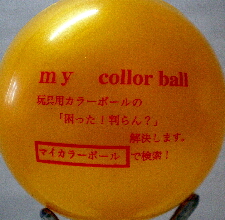 my collor ball
玩具用カラーボールの
「困った!判らん?」
解決します。
マイカラーボール で検索!